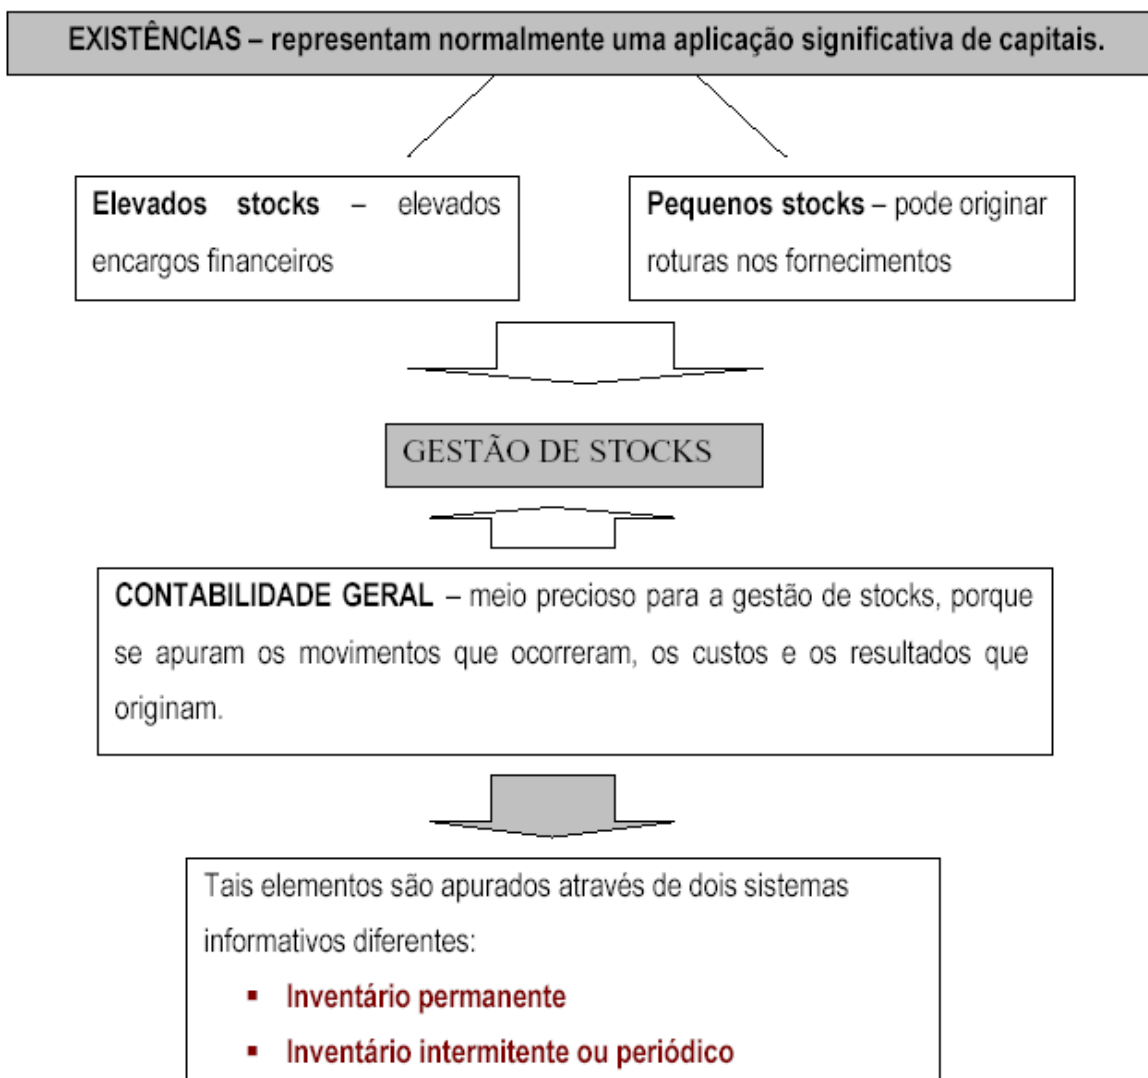 EXISTÊNCIAS – representam normalmente uma aplicação significativa de capitais.
Elevados stocks – elevados
encargos financeiros
Pequenos stocks – pode originar
roturas nos fornecimentos
GESTÃO DE STOCKS
CONTABILIDADE GERAL – meio precioso para a gestão de stocks, porque
se apuram os movimentos que ocorreram, os custos e os resultados que
originam.
Tais elementos são apurados através de dois sistemas
informativos diferentes:
▪ Inventário permanente
▪ Inventário intermitente ou periódico